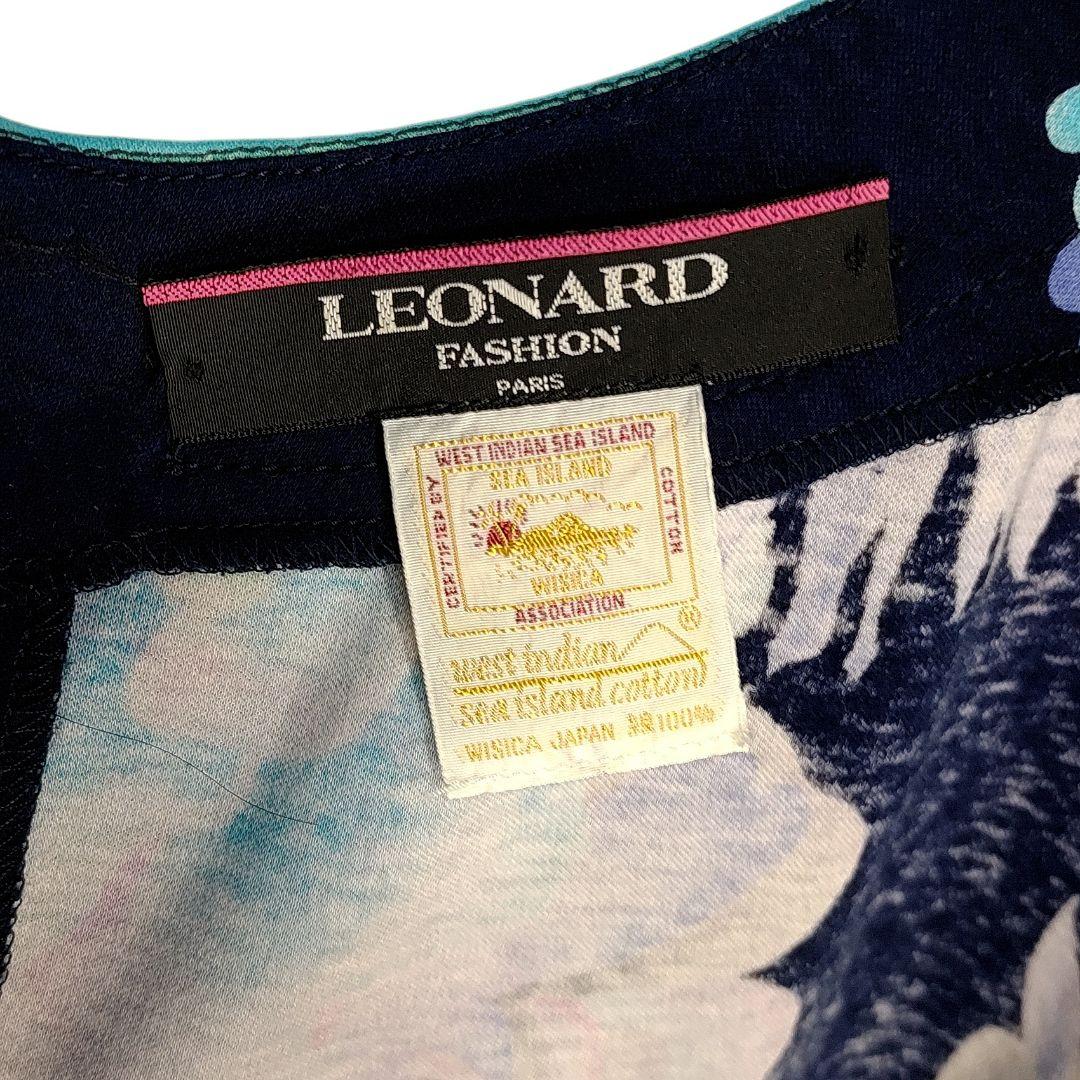 LEONARD
FASHION
PARIS
WEST INDIAN SEA ISLAND
CERTIFIED BY
SEA ISLAND
COTTON
WISICA
ASSOCIATION
west indian ®
sea island cotton
WISICA JAPAN 綿100%